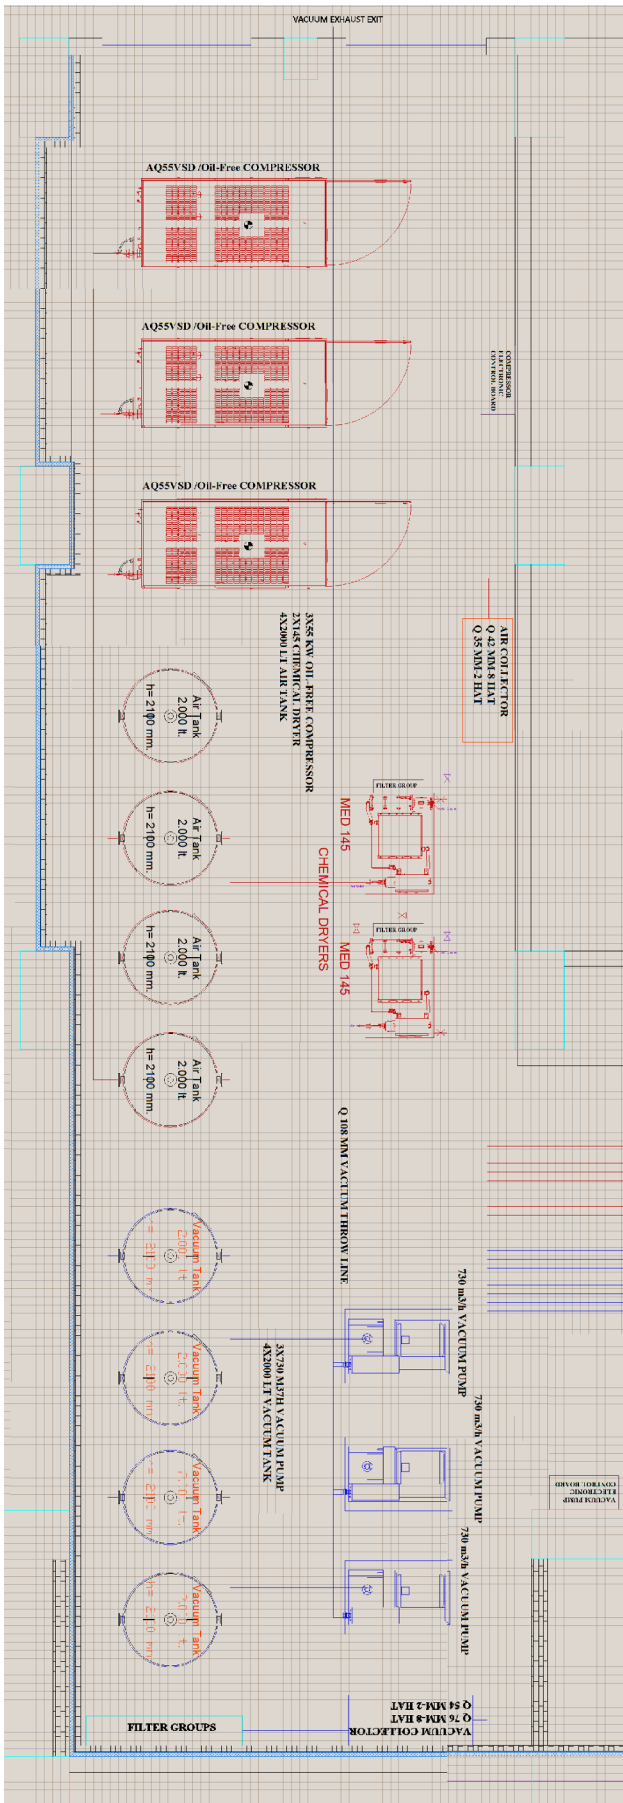 VACUUM EXHAUST EXIT
AQ55VSD /Oil-Free COMPRESSOR
AQ55VSD /Oil-Free COMPRESSOR
COMPRESSOR
ELECTRONIC
CONTROL BOARD
AQ55VSD /Oil-Free COMPRESSOR
3X55 KW OIL FREE COMPRESSOR
2X145 CHEMICAL DRYER
4X2000 LT AIR TANK
AIR COLLECTOR
Q 42 MM-8 HAT
Q 35 MM-2 HAT
Air Tank
2.000 lt.
h= 2100 mm.
FILTER GROUP
MED 145
Air Tank
2.000 lt.
h= 2100 mm.
CHEMICAL DRYERS
FILTER GROUP
MED 145
Air Tank
2.000 lt.
h= 2100 mm.
Air Tank
2.000 lt.
h= 2100 mm.
Q 108 MM VACUUM THROW LINE
Vacuum Tank
730 m3/h VACUUM PUMP
Vacuum Tank
3X730 M37H VACUUM PUMP
4X2000 LT VACUUM TANK
730 m3/h VACUUM PUMP
Vacuum Tank
VACUUM PUMP
ELECTRONIC
CONTROL BOARD
730 m3/h VACUUM PUMP
Vacuum Tank
FILTER GROUPS
VACUUM COLLECTOR
Q 76 MM-8 HAT
Q 54 MM-2 HAT